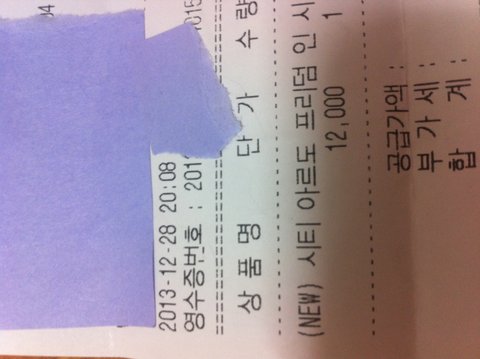 2013-12-28 20:08
영수증번호 : 201
상 품 명 단 가 수 량
(NEW) 시티 아르도 프리덤 인 시
12,000 1
공급가액 :
부 가 세 :
합 계 :